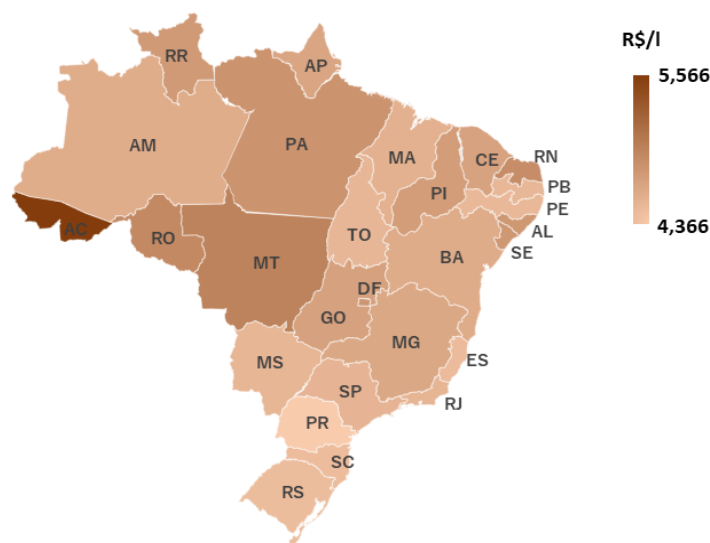 R$/l
5,566
4,366
RR
AP
AM
PA
MA
CE
RN
PI
PB
PE
AC
RO
TO
AL
MT
BA
SE
DF
GO
MG
MS
ES
SP
RJ
PR
SC
RS